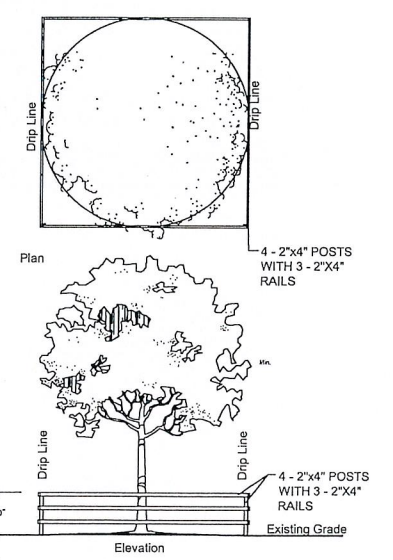 Drip Line
Drip Line
4 - 2"x4" POSTS
WITH 3 - 2"X4"
RAILS
Plan
Min.
Drip Line
Drip Line
4 - 2"x4" POSTS
WITH 3 - 2"X4"
RAILS
Existing Grade
Elevation